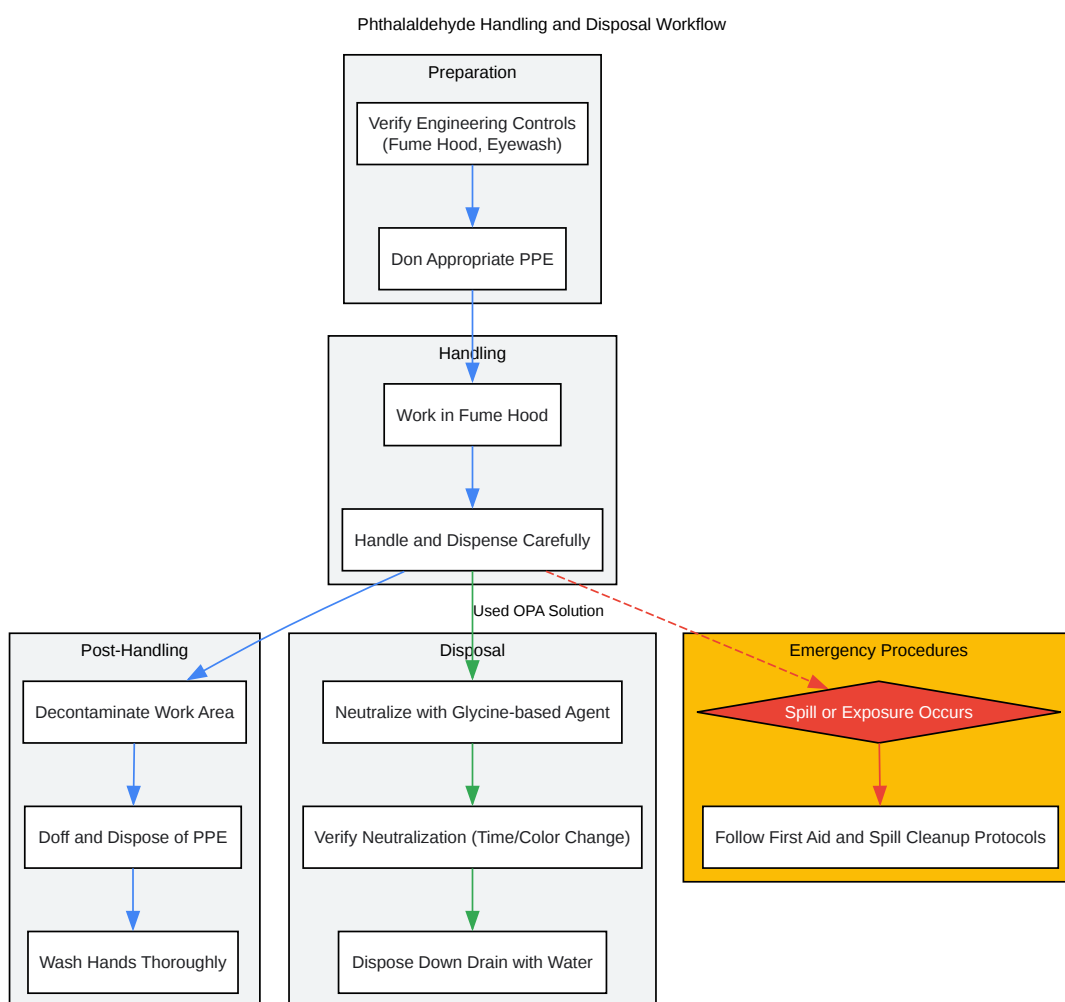 Phthalaldehyde Handling and Disposal Workflow
Preparation
Verify Engineering Controls
(Fume Hood, Eyewash)
Don Appropriate PPE
Handling
Work in Fume Hood
Handle and Dispense Carefully
Used OPA Solution
Post-Handling
Decontaminate Work Area
Doff and Dispose of PPE
Wash Hands Thoroughly
Disposal
Neutralize with Glycine-based Agent
Verify Neutralization (Time/Color Change)
Dispose Down Drain with Water
Emergency Procedures
Spill or Exposure Occurs
Follow First Aid and Spill Cleanup Protocols